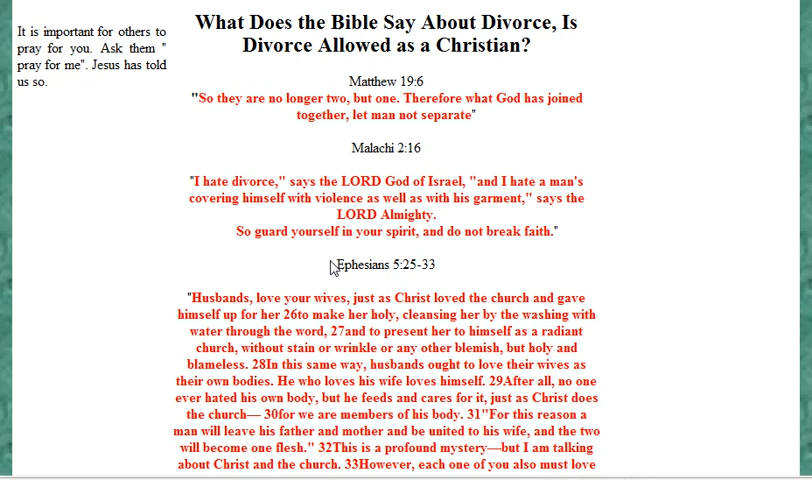 It is important for others to
pray for you. Ask them "
pray for me". Jesus has told
us so.
What Does the Bible Say About Divorce, Is
Divorce Allowed as a Christian?
Matthew 19:6
"So they are no longer two, but one. Therefore what God has joined
together, let man not separate"
Malachi 2:16
"I hate divorce," says the LORD God of Israel, "and I hate a man's
covering himself with violence as well as with his garment," says the
LORD Almighty.
So guard yourself in your spirit, and do not break faith."
Ephesians 5:25-33
"Husbands, love your wives, just as Christ loved the church and gave
himself up for her 26to make her holy, cleansing her by the washing with
water through the word, 27and to present her to himself as a radiant
church, without stain or wrinkle or any other blemish, but holy and
blameless. 28In this same way, husbands ought to love their wives as
their own bodies. He who loves his wife loves himself. 29After all, no one
ever hated his own body, but he feeds and cares for it, just as Christ does
the church— 30for we are members of his body. 31"For this reason a
man will leave his father and mother and be united to his wife, and the two
will become one flesh." 32This is a profound mystery—but I am talking
about Christ and the church. 33However, each one of you also must love